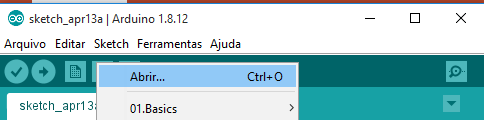 sketch_apr13a | Arduino 1.8.12
Arquivo Editar Sketch Ferramentas Ajuda
Abrir... Ctrl+O
sketch_apr13a
01.Basics